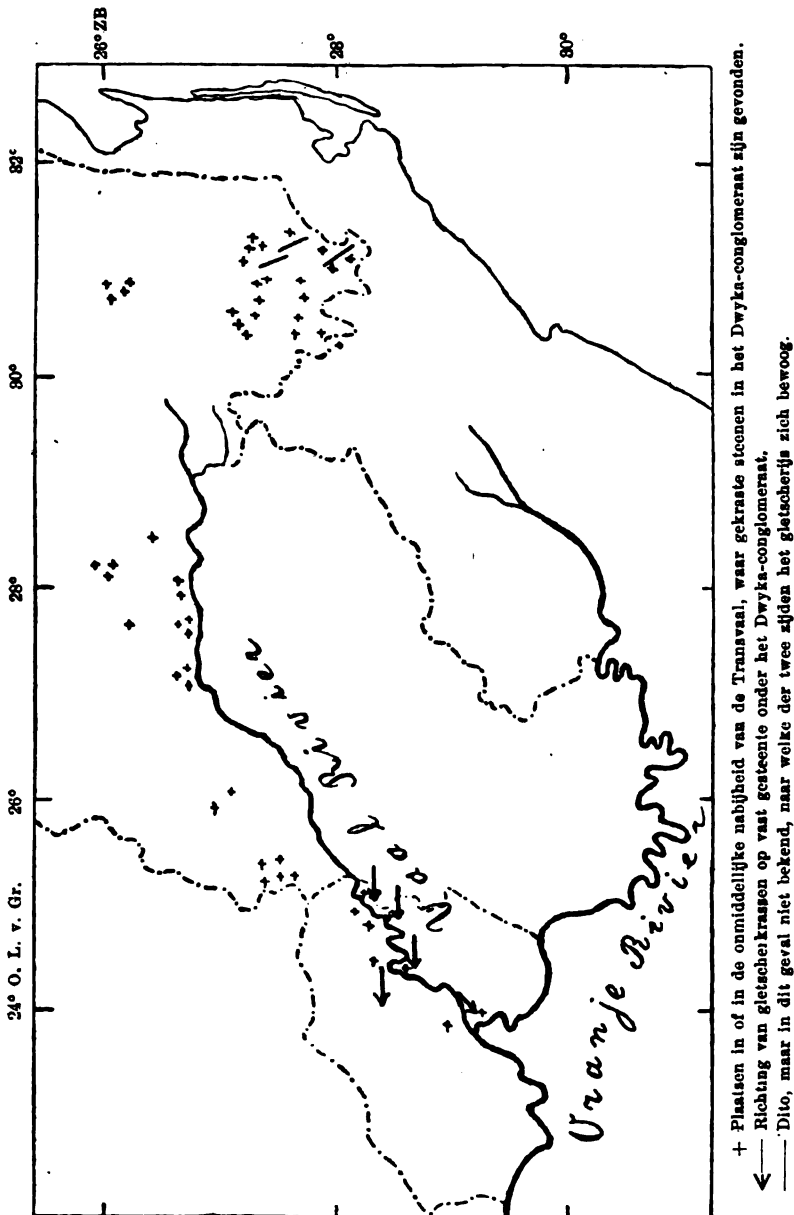 24° O. L. v. Gr.
26°
28°
30°
32°
26° ZB
28°
30°
Vaal Rivier
Oranje Rivier
+ Plaatsen in of in de onmiddellijke nabijheid van de Transvaal, waar gekraste steenen in het Dwyka-conglomeraat zijn gevonden.
←— Richting van gletscherkrassen op vast gesteente onder het Dwyka-conglomeraat.
—— Dito, maar in dit geval niet bekend, naar welke der twee zijden het gletscherijs zich bewoog.